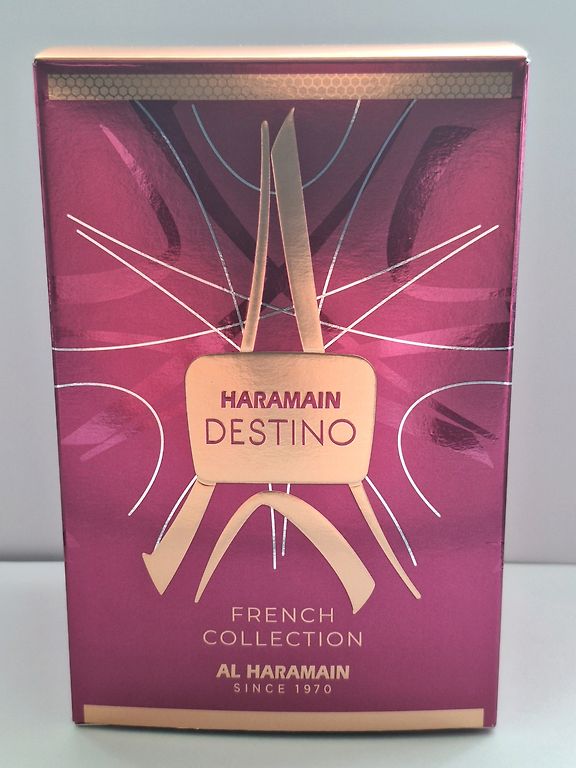 HARAMAIN
DESTINO
FRENCH
COLLECTION
AL HARAMAIN
SINCE 1970